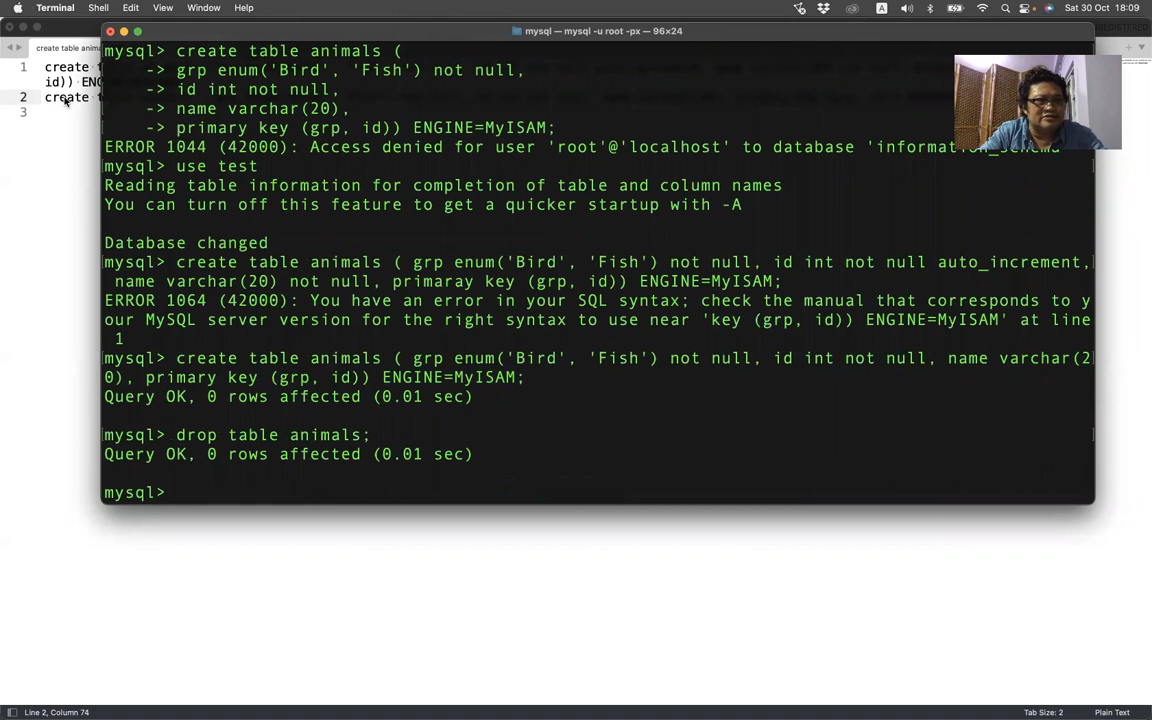 Terminal Shell Edit View Window Help
A Sat 30 Oct 18:09
mysql — mysql -u root -px — 96×24
create table anima
1 create t
id)) ENG
2 create t
3
mysql> create table animals (
-> grp enum('Bird', 'Fish') not null,
-> id int not null,
-> name varchar(20),
-> primary key (grp, id)) ENGINE=MyISAM;
ERROR 1044 (42000): Access denied for user 'root'@'localhost' to database 'information_schema
mysql> use test
Reading table information for completion of table and column names
You can turn off this feature to get a quicker startup with -A
Database changed
mysql> create table animals ( grp enum('Bird', 'Fish') not null, id int not null auto_increment,
name varchar(20) not null, primaray key (grp, id)) ENGINE=MyISAM;
ERROR 1064 (42000): You have an error in your SQL syntax; check the manual that corresponds to y
our MySQL server version for the right syntax to use near 'key (grp, id)) ENGINE=MyISAM' at line
1
mysql> create table animals ( grp enum('Bird', 'Fish') not null, id int not null, name varchar(2
0), primary key (grp, id)) ENGINE=MyISAM;
Query OK, 0 rows affected (0.01 sec)
mysql> drop table animals;
Query OK, 0 rows affected (0.01 sec)
mysql>
Line 2, Column 74
Tab Size: 2 Plain Text